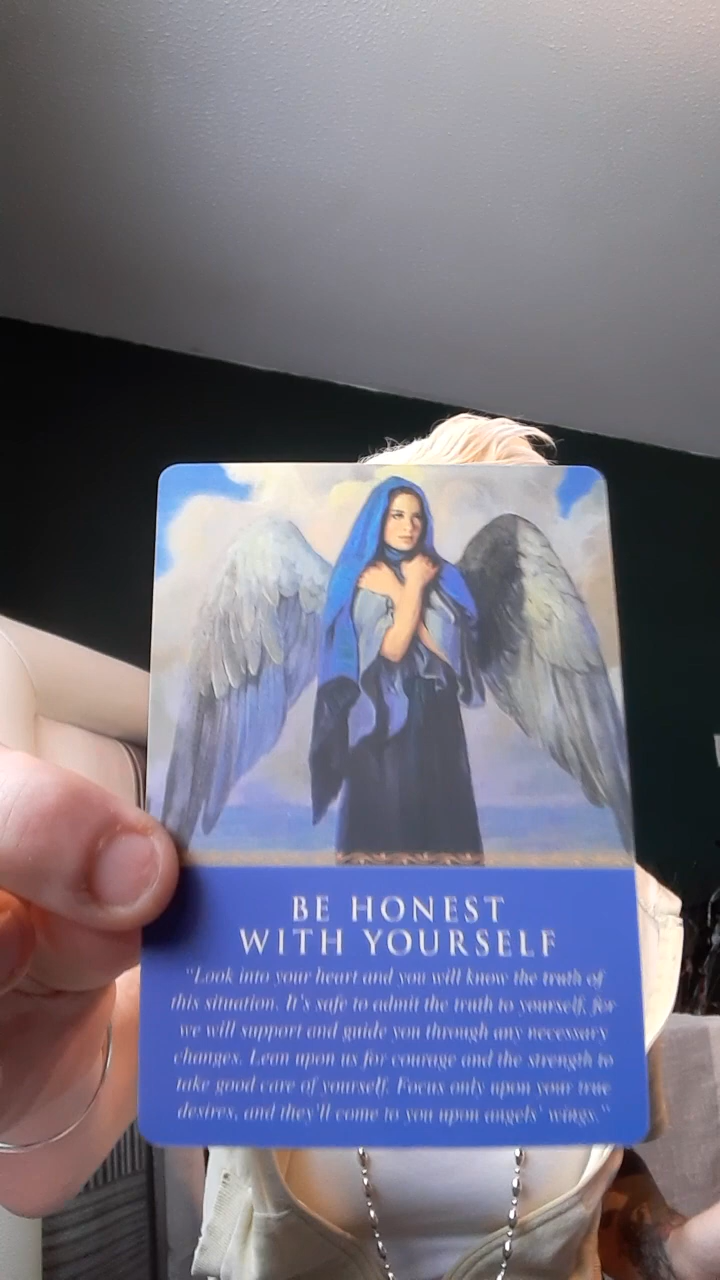 BE HONEST
WITH YOURSELF
"Look into your heart and you will know the truth of
this situation. It's safe to admit the truth to yourself, for
we will support and guide you through any necessary
changes. Lean upon us for courage and the strength to
take good care of yourself. Focus only upon your true
desires, and they'll come to you upon angels' wings."